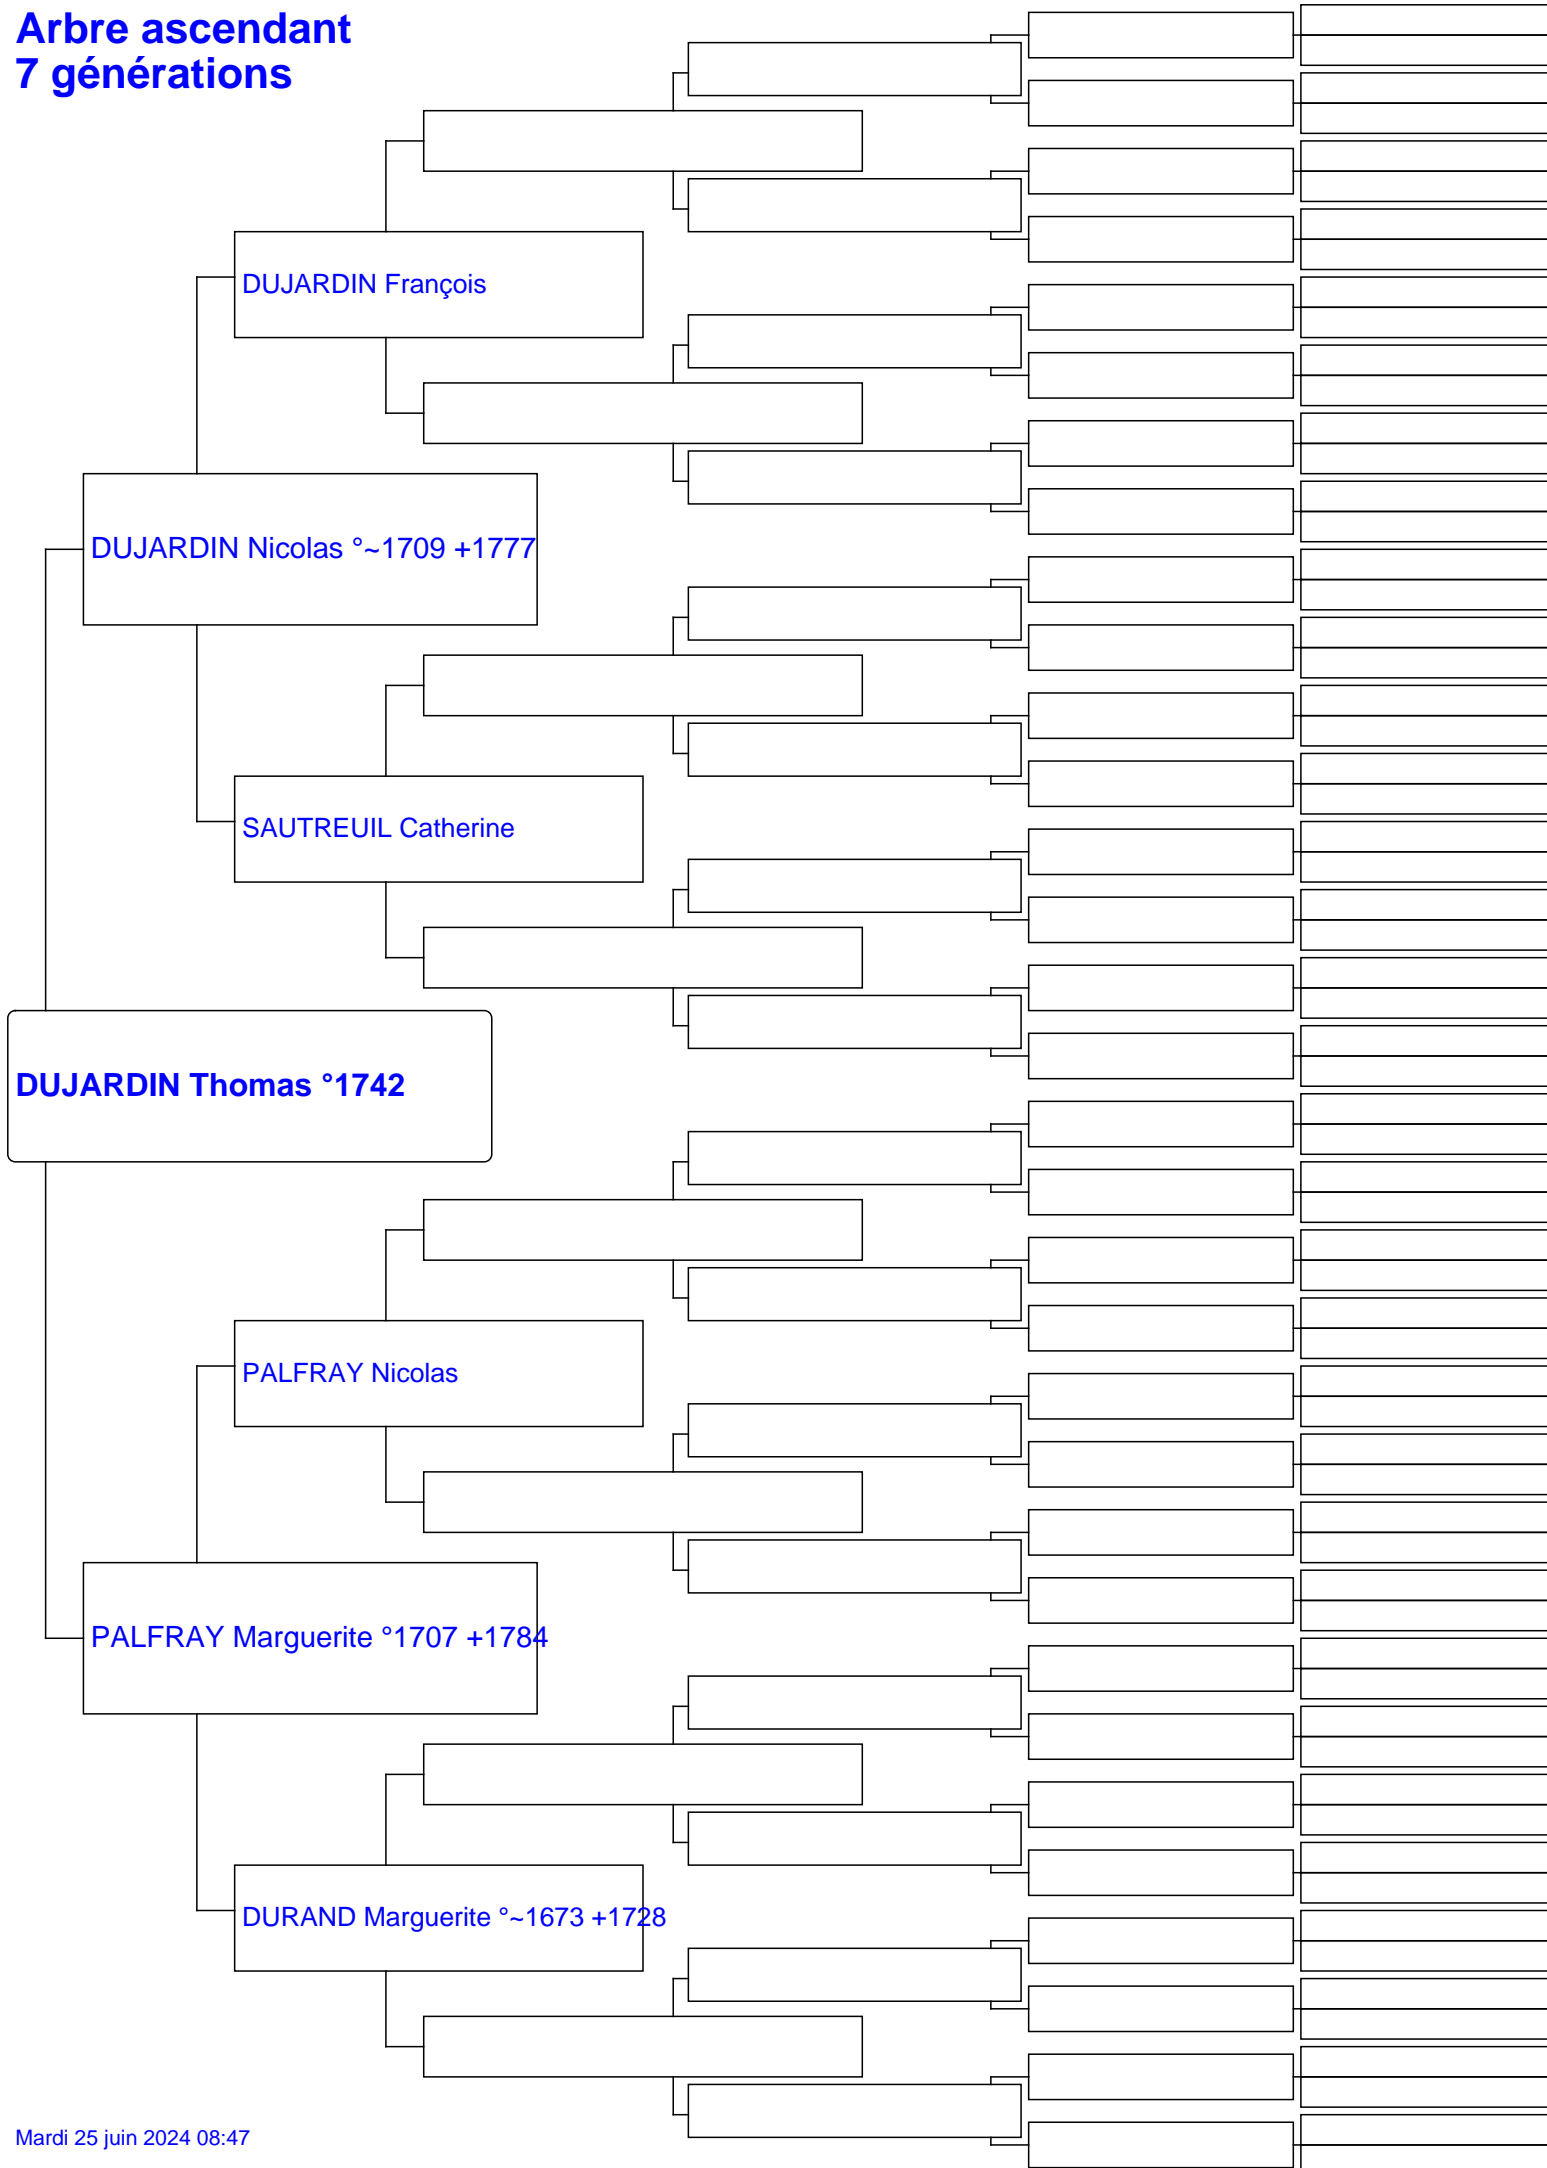 Arbre ascendant
7 générations
DUJARDIN François
DUJARDIN Nicolas °~1709 +1777
SAUTREUIL Catherine
DUJARDIN Thomas °1742
PALFRAY Nicolas
PALFRAY Marguerite °1707 +1784
DURAND Marguerite °~1673 +1728
Mardi 25 juin 2024 08:47